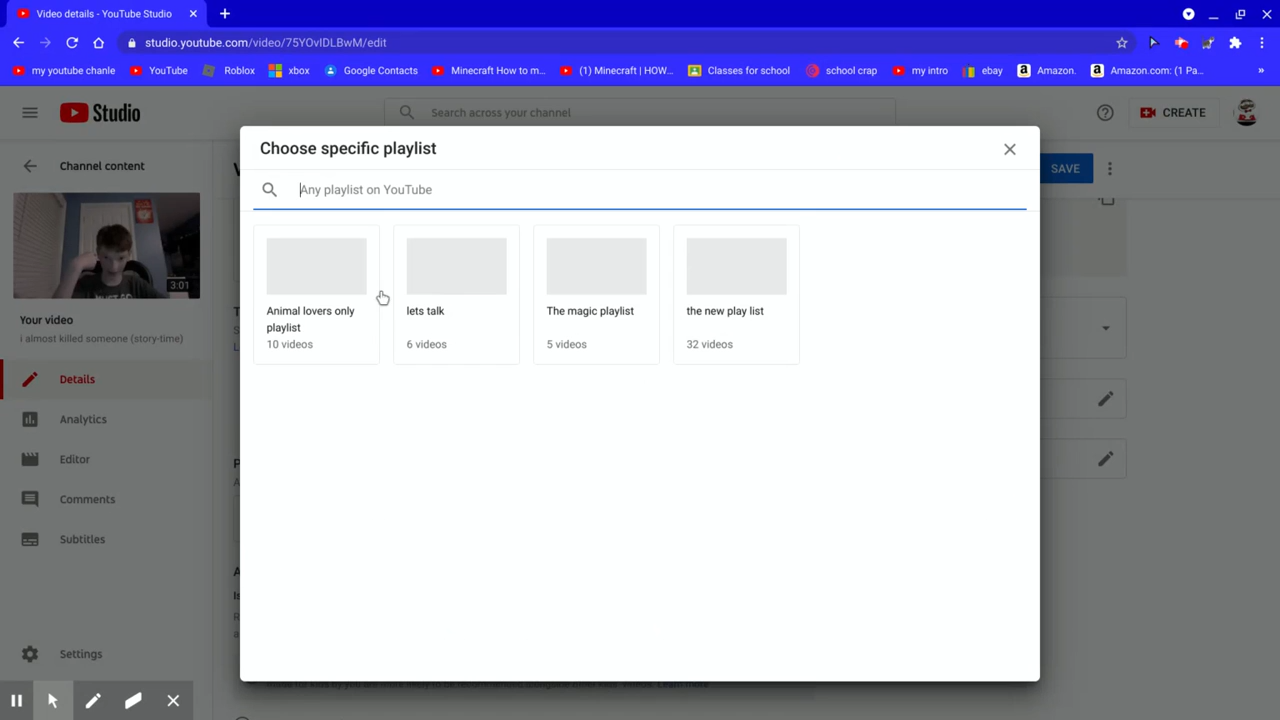 Video details - YouTube Studio
studio.youtube.com/video/75YOvIDLBwM/edit
my youtube chanle
YouTube
Roblox
xbox
Google Contacts
Minecraft How to m...
(1) Minecraft | HOW...
Classes for school
school crap
my intro
ebay
Amazon.
Amazon.com: (1 Pa...
»
Studio
Search across your channel
CREATE
Channel content
3:01
Your video
i almost killed someone (story-time)
Details
Analytics
Editor
Comments
Subtitles
Settings
SAVE
Choose specific playlist
Any playlist on YouTube
Animal lovers only
playlist
10 videos
lets talk
6 videos
The magic playlist
5 videos
the new play list
32 videos